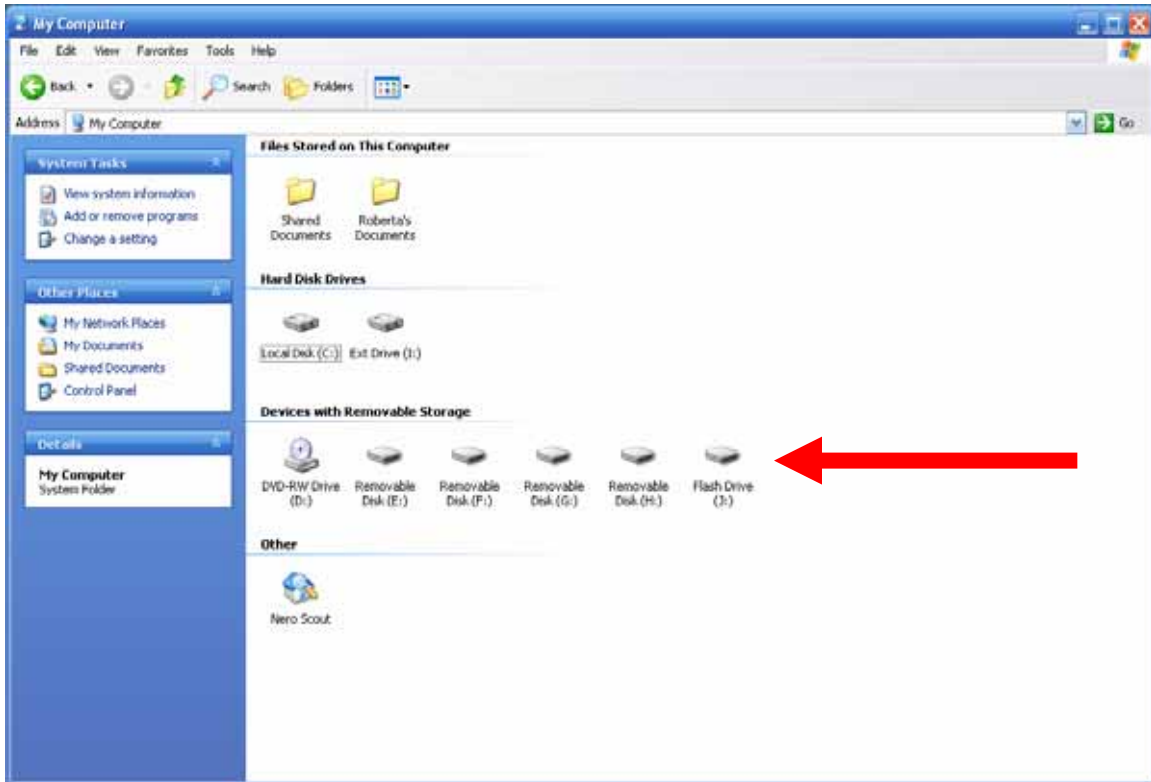 My Computer
File Edit View Favorites Tools Help
Back Search Folders
Address My Computer Go
System Tasks
View system information
Add or remove programs
Change a setting
Other Places
My Network Places
My Documents
Shared Documents
Control Panel
Details
My Computer
System Folder
Files Stored on This Computer
Shared Documents
Roberta's Documents
Hard Disk Drives
Local Disk (C:)
Ext Drive (I:)
Devices with Removable Storage
DVD-RW Drive (D:)
Removable Disk (E:)
Removable Disk (F:)
Removable Disk (G:)
Removable Disk (H:)
Flash Drive (J:)
Other
Nero Scout